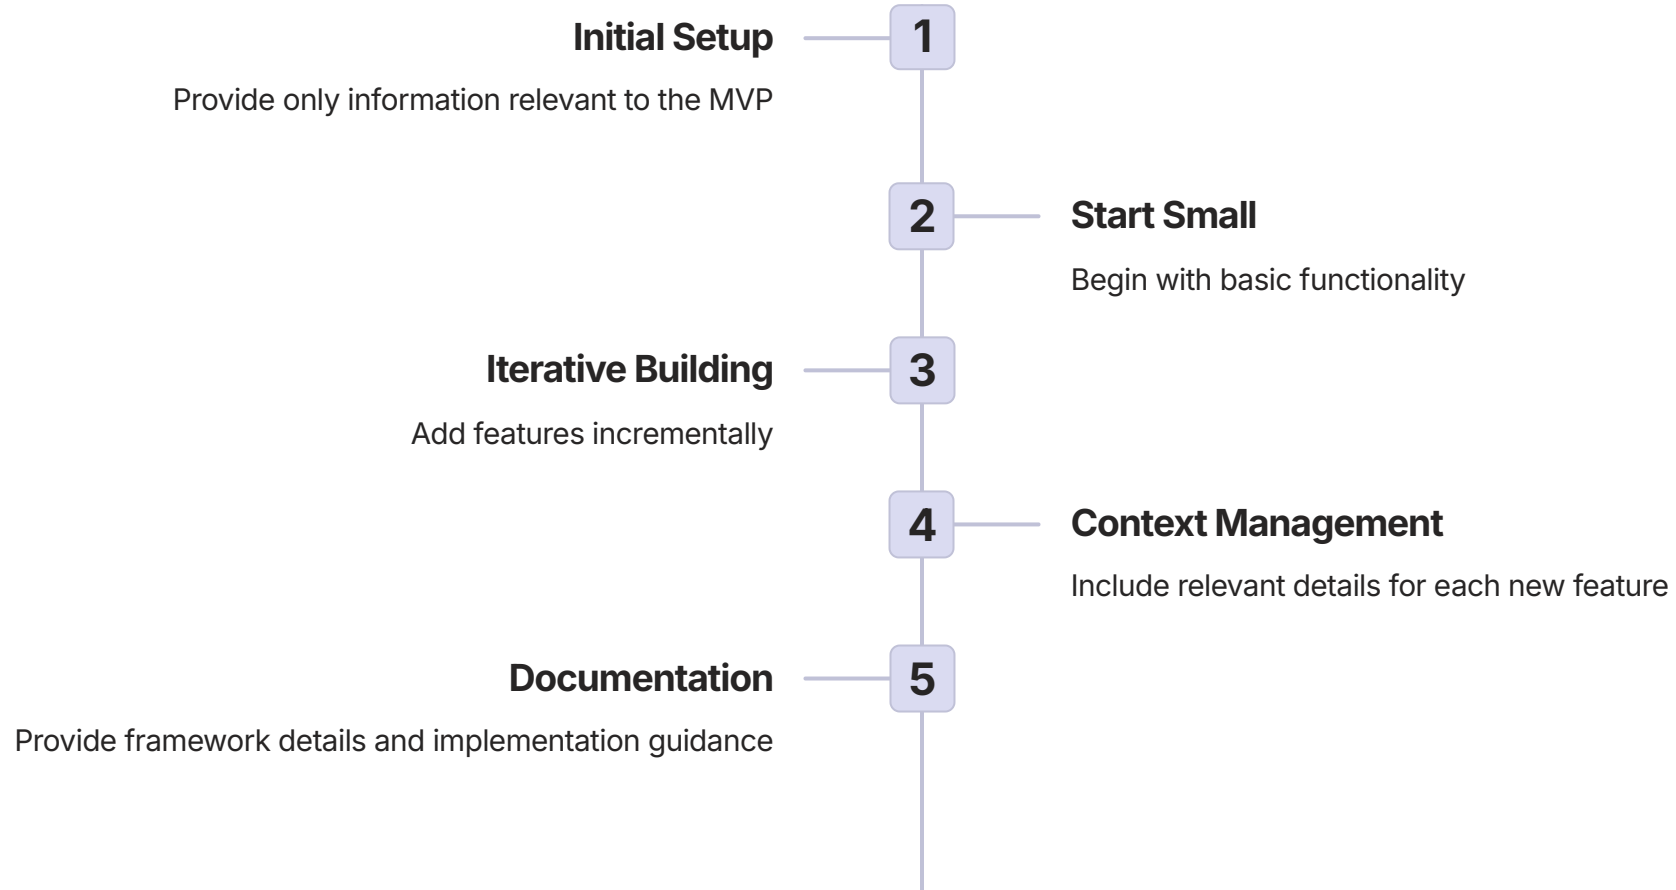 1
Initial Setup
Provide only information relevant to the MVP
2
Start Small
Begin with basic functionality
3
Iterative Building
Add features incrementally
4
Context Management
Include relevant details for each new feature
5
Documentation
Provide framework details and implementation guidance